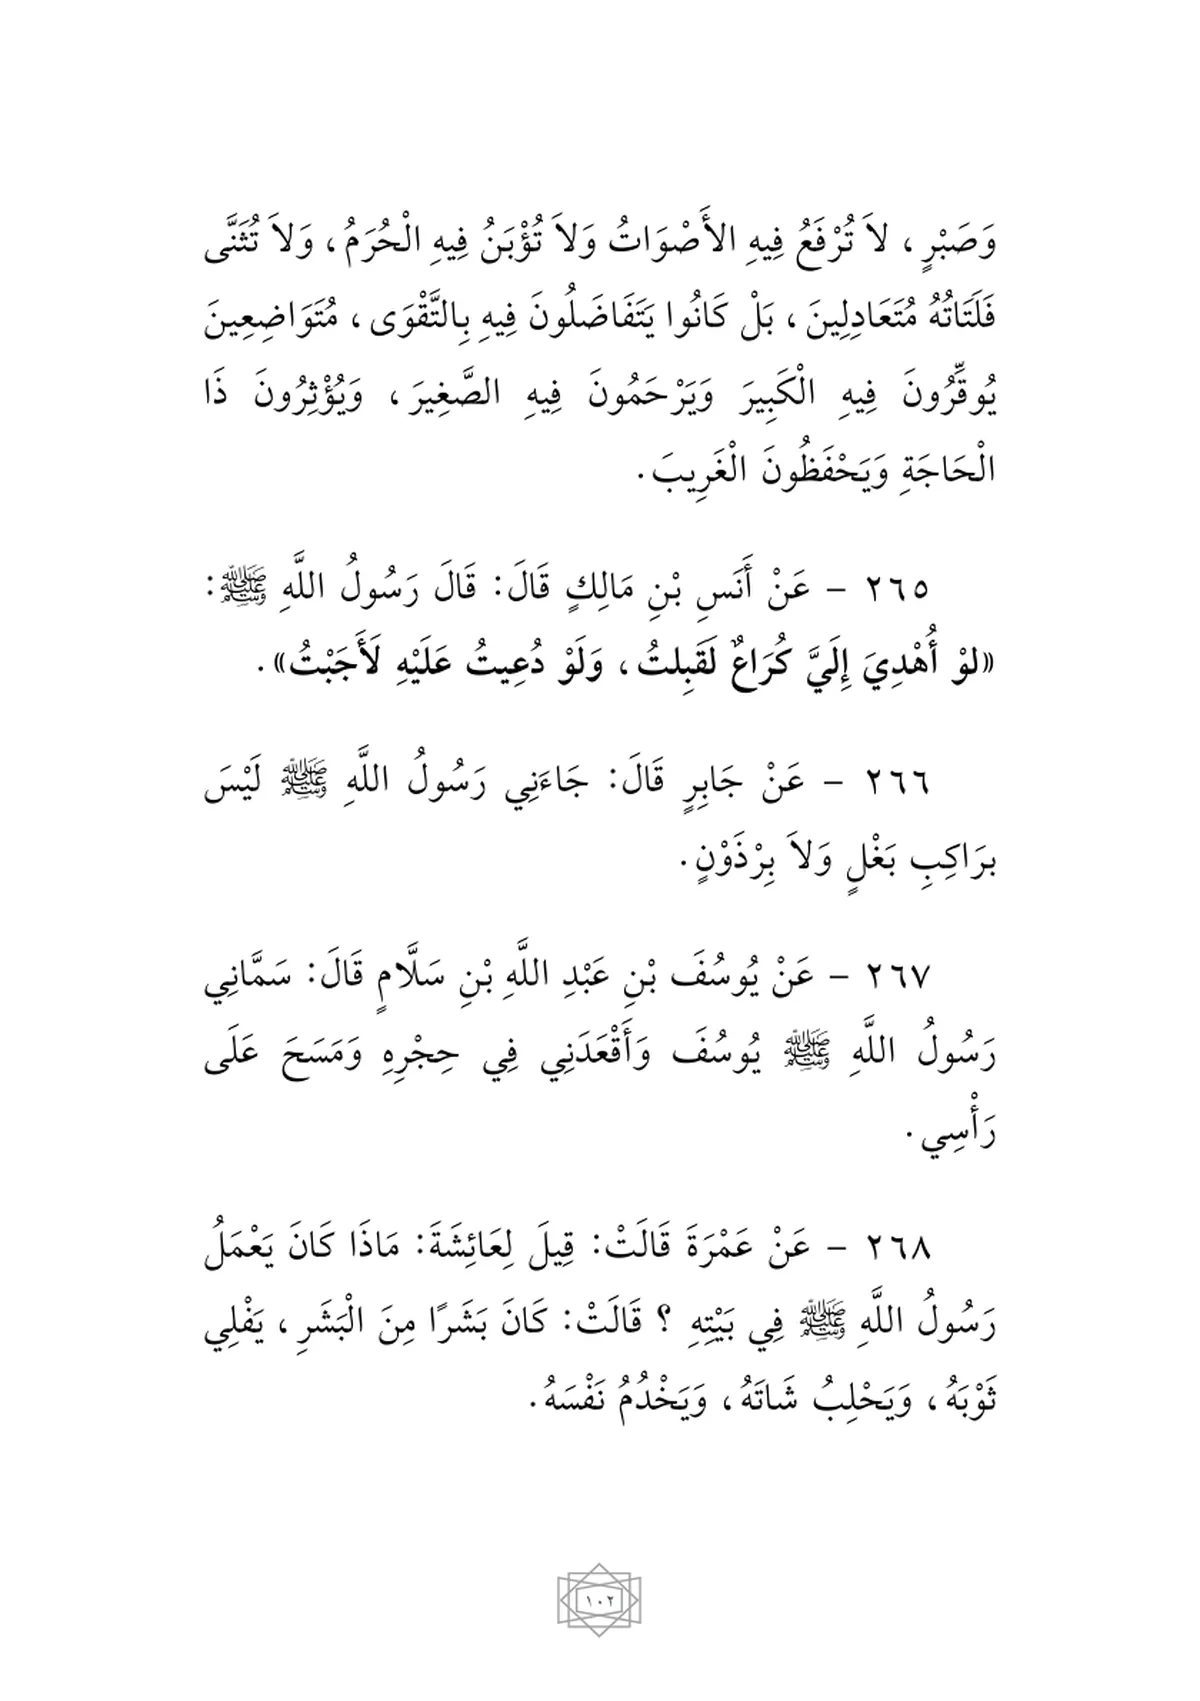 وَصَبْرٍ، لاَ تُرْفَعُ فِيهِ الأَصْوَاتُ وَلاَ تُؤْبَنُ فِيهِ الْحُرَمُ، وَلاَ تُثَنَّى
فَلَتَاتُهُ مُتَعَادِلِينَ، بَلْ كَانُوا يَتَفَاضَلُونَ فِيهِ بِالتَّقْوَى، مُتَوَاضِعِينَ
يُوقِّرُونَ فِيهِ الْكَبِيرَ وَيَرْحَمُونَ فِيهِ الصَّغِيرَ، وَيُؤْثِرُونَ ذَا
الْحَاجَةِ وَيَحْفَظُونَ الْغَرِيبَ.
٢٦٥ - عَنْ أَنَسِ بْنِ مَالِكٍ قَالَ: قَالَ رَسُولُ اللَّهِ ﷺ:
«لوْ أُهْدِيَ إِلَيَّ كُرَاعٌ لَقَبِلتُ، وَلَوْ دُعِيتُ عَلَيْهِ لَأَجَبْتُ».
٢٦٦ - عَنْ جَابِرٍ قَالَ: جَاءَنِي رَسُولُ اللَّهِ ﷺ لَيْسَ
برَاكِبِ بَغْلٍ وَلاَ بِرْذَوْنٍ.
٢٦٧ - عَنْ يُوسُفَ بْنِ عَبْدِ اللَّهِ بْنِ سَلَّامٍ قَالَ: سَمَّانِي
رَسُولُ اللَّهِ ﷺ يُوسُفَ وَأَقْعَدَنِي فِي حِجْرِهِ وَمَسَحَ عَلَى
رَأْسِي.
٢٦٨ - عَنْ عَمْرَةَ قَالَتْ: قِيلَ لِعَائِشَةَ: مَاذَا كَانَ يَعْمَلُ
رَسُولُ اللَّهِ ﷺ فِي بَيْتِهِ ؟ قَالَتْ: كَانَ بَشَرًا مِنَ الْبَشَرِ، يَفْلِي
ثَوْبَهُ، وَيَحْلِبُ شَاتَهُ، وَيَخْدُمُ نَفْسَهُ.
١٠٢